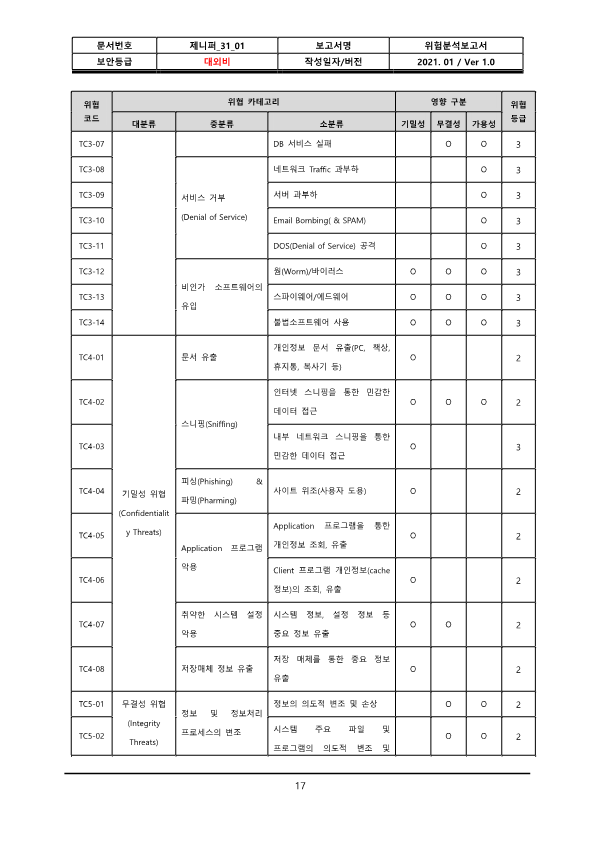 문서번호 제니퍼_31_01 보고서명 위험분석보고서
보안등급 대외비 작성일자/버전 2021. 01 / Ver 1.0
위협 코드 위협 카테고리 영향 구분 위협 등급
대분류 중분류 소분류 기밀성 무결성 가용성
TC3-07 DB 서비스 실패 O O 3
TC3-08 서비스 거부 (Denial of Service) 네트워크 Traffic 과부하 O 3
TC3-09 서버 과부하 O 3
TC3-10 Email Bombing( & SPAM) O 3
TC3-11 DOS(Denial of Service) 공격 O 3
TC3-12 비인가 소프트웨어의 유입 웜(Worm)/바이러스 O O O 3
TC3-13 스파이웨어/에드웨어 O O O 3
TC3-14 불법소프트웨어 사용 O O O 3
TC4-01 기밀성 위협 (Confidentiality Threats) 문서 유출 개인정보 문서 유출(PC, 책상, 휴지통, 복사기 등) O 2
TC4-02 스니핑(Sniffing) 인터넷 스니핑을 통한 민감한 데이터 접근 O O O 2
TC4-03 내부 네트워크 스니핑을 통한 민감한 데이터 접근 O 3
TC4-04 피싱(Phishing) & 파밍(Pharming) 사이트 위조(사용자 도용) O 2
TC4-05 Application 프로그램 악용 Application 프로그램을 통한 개인정보 조회, 유출 O 2
TC4-06 Client 프로그램 개인정보(cache 정보)의 조회, 유출 O 2
TC4-07 취약한 시스템 설정 악용 시스템 정보, 설정 정보 등 중요 정보 유출 O O 2
TC4-08 저장매체 정보 유출 저장 매체를 통한 중요 정보 유출 O 2
TC5-01 무결성 위협 (Integrity Threats) 정보 및 정보처리 프로세스의 변조 정보의 의도적 변조 및 손상 O O 2
TC5-02 시스템 주요 파일 및 프로그램의 의도적 변조 및 O O 2
17